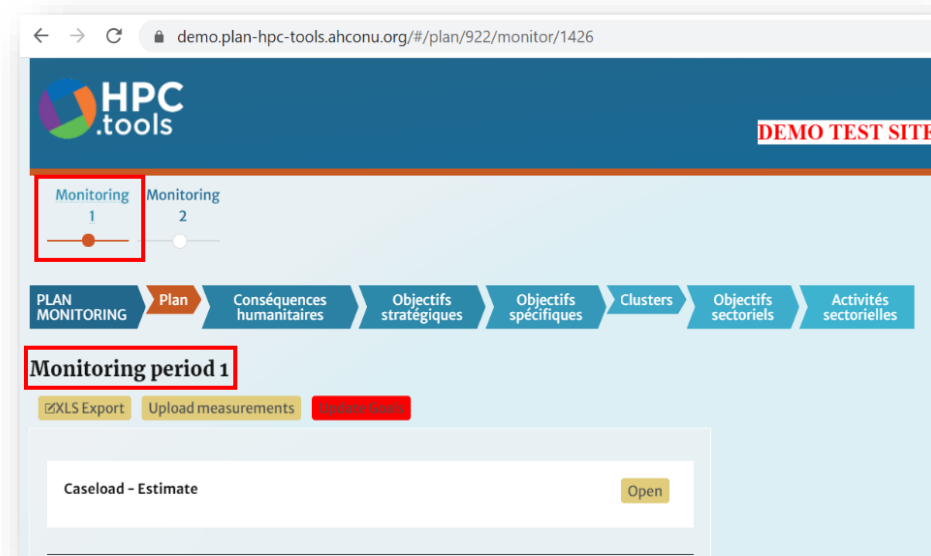 demo.plan-hpc-tools.ahconu.org/#/plan/922/monitor/1426
HPC
.tools
DEMO TEST SITE
Monitoring Monitoring
1 2
PLAN MONITORING
Plan
Conséquences humanitaires
Objectifs stratégiques
Objectifs spécifiques
Clusters
Objectifs sectoriels
Activités sectorielles
Monitoring period 1
XLS Export Upload measurements Update Goals
Caseload - Estimate Open